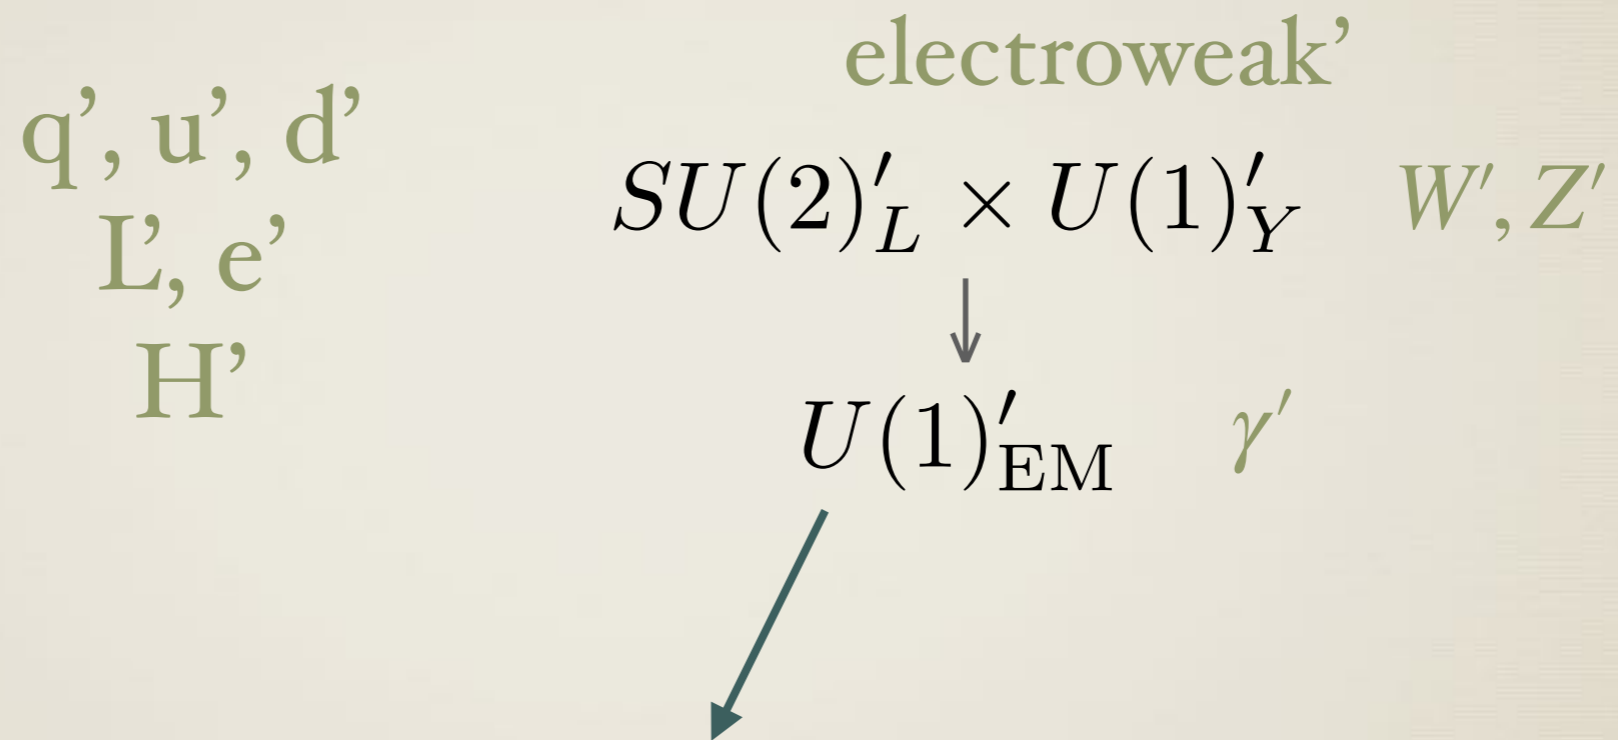 electroweak’
q’, u’, d’
SU(2)′_L × U(1)′_Y W′, Z′
L’, e’
H’
U(1)′_EM γ′